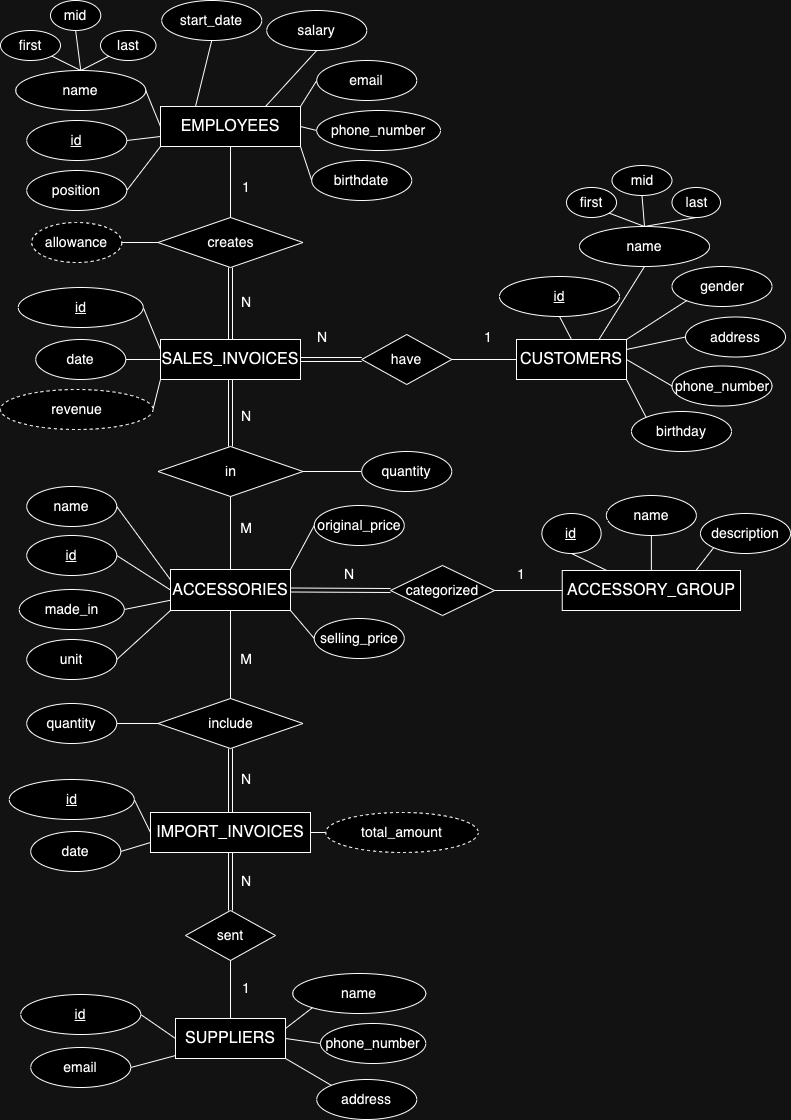 mid
start_date
salary
first
last
name
email
EMPLOYEES
phone_number
id
position
birthdate
1
mid
first
last
allowance
creates
name
gender
id
N
id
date
SALES_INVOICES
N
have
1
CUSTOMERS
address
phone_number
revenue
N
birthday
in
quantity
name
M
original_price
id
name
description
id
ACCESSORIES
N
categorized
1
ACCESSORY_GROUP
made_in
unit
selling_price
M
quantity
include
N
id
IMPORT_INVOICES
total_amount
date
N
sent
1
name
id
SUPPLIERS
phone_number
email
address